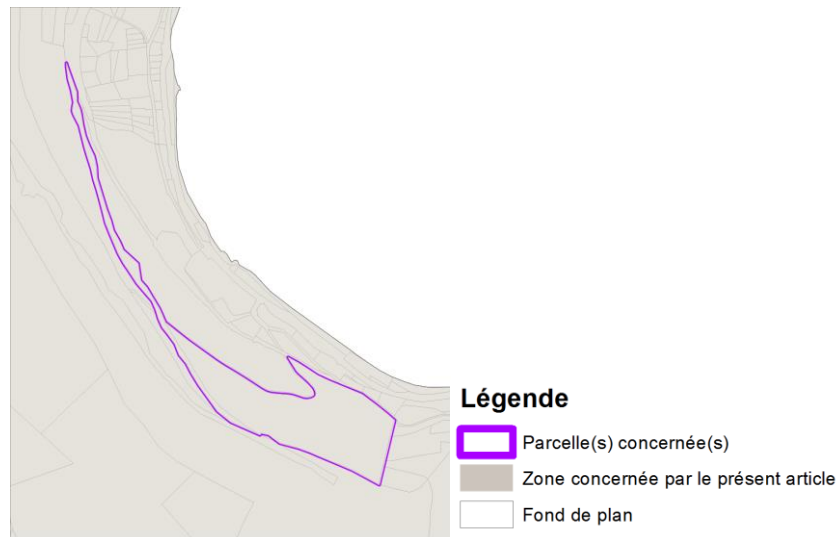 Légende
Parcelle(s) concernée(s)
Zone concernée par le présent article
Fond de plan